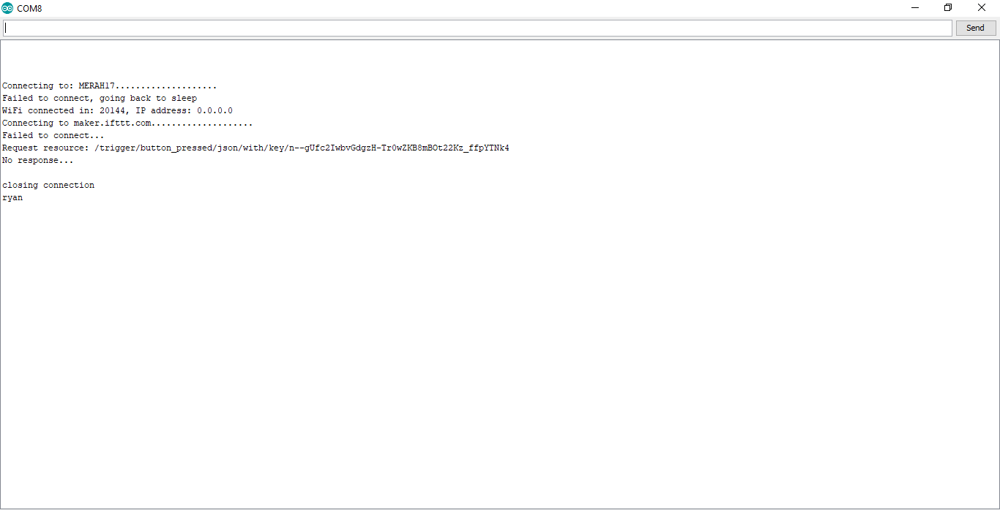 COM8
Send
Connecting to: MERAH17....................
Failed to connect, going back to sleep
WiFi connected in: 20144, IP address: 0.0.0.0
Connecting to maker.ifttt.com....................
Failed to connect...
Request resource: /trigger/button_pressed/json/with/key/n--gUfc2IwbvGdgzH-Tr0wZKB8mBOt22Kz_ffpYTNk4
No response...
closing connection
ryan